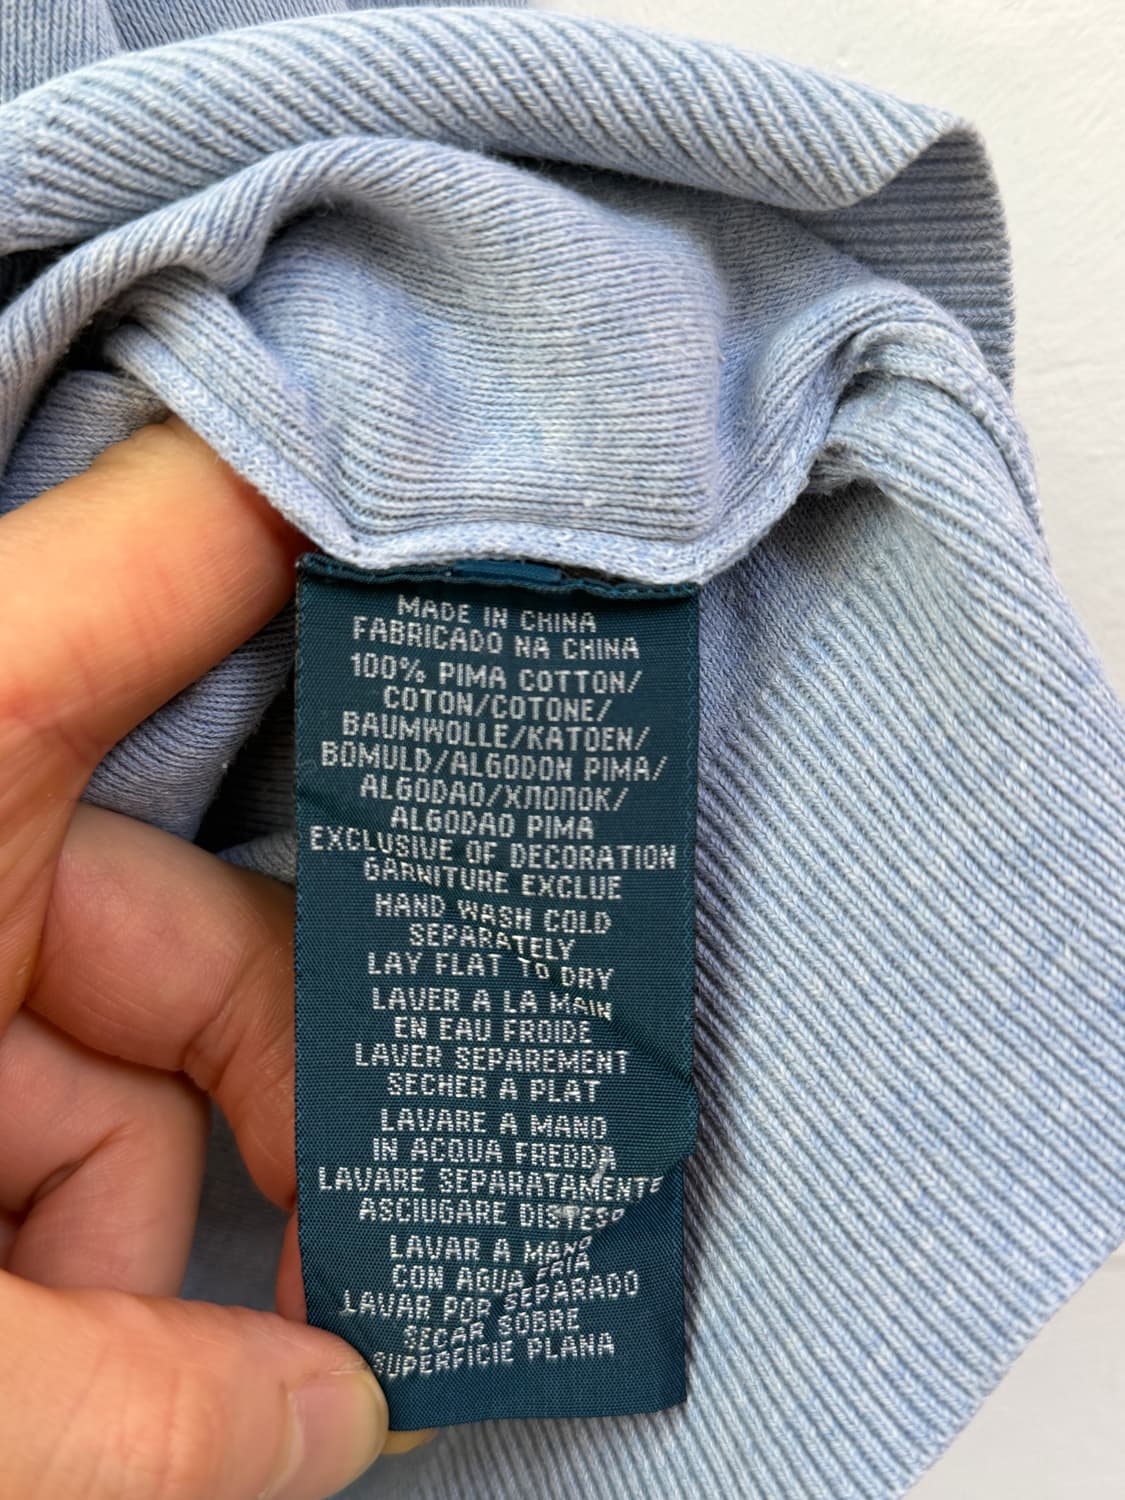 MADE IN CHINA
FABRICADO NA CHINA
100% PIMA COTTON/
COTON/COTONE/
BAUMWOLLE/KATOEN/
BOMULD/ALGODON PIMA/
ALGODAO/ХЛОПОК/
ALGODAO PIMA
EXCLUSIVE OF DECORATION
GARNITURE EXCLUE
HAND WASH COLD
SEPARATELY
LAY FLAT TO DRY
LAVER A LA MAIN
EN EAU FROIDE
LAVER SEPAREMENT
SECHER A PLAT
LAVARE A MANO
IN ACQUA FREDDA
LAVARE SEPARATAMENTE
ASCIUGARE DISTESO
LAVAR A MANO
CON AGUA FRIA
LAVAR POR SEPARADO
SECAR SOBRE
SUPERFICIE PLANA